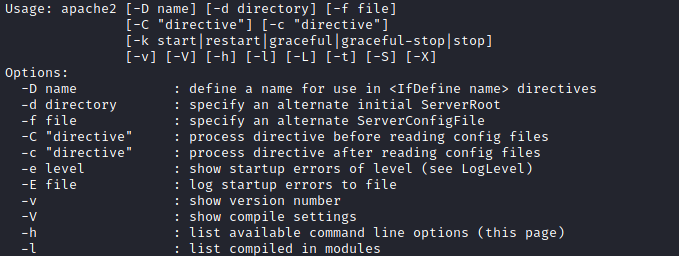 Usage: apache2 [-D name] [-d directory] [-f file]
[-C "directive"] [-c "directive"]
[-k start|restart|graceful|graceful-stop|stop]
[-v] [-V] [-h] [-l] [-L] [-t] [-S] [-X]
Options:
-D name : define a name for use in <IfDefine name> directives
-d directory : specify an alternate initial ServerRoot
-f file : specify an alternate ServerConfigFile
-C "directive" : process directive before reading config files
-c "directive" : process directive after reading config files
-e level : show startup errors of level (see LogLevel)
-E file : log startup errors to file
-v : show version number
-V : show compile settings
-h : list available command line options (this page)
-l : list compiled in modules